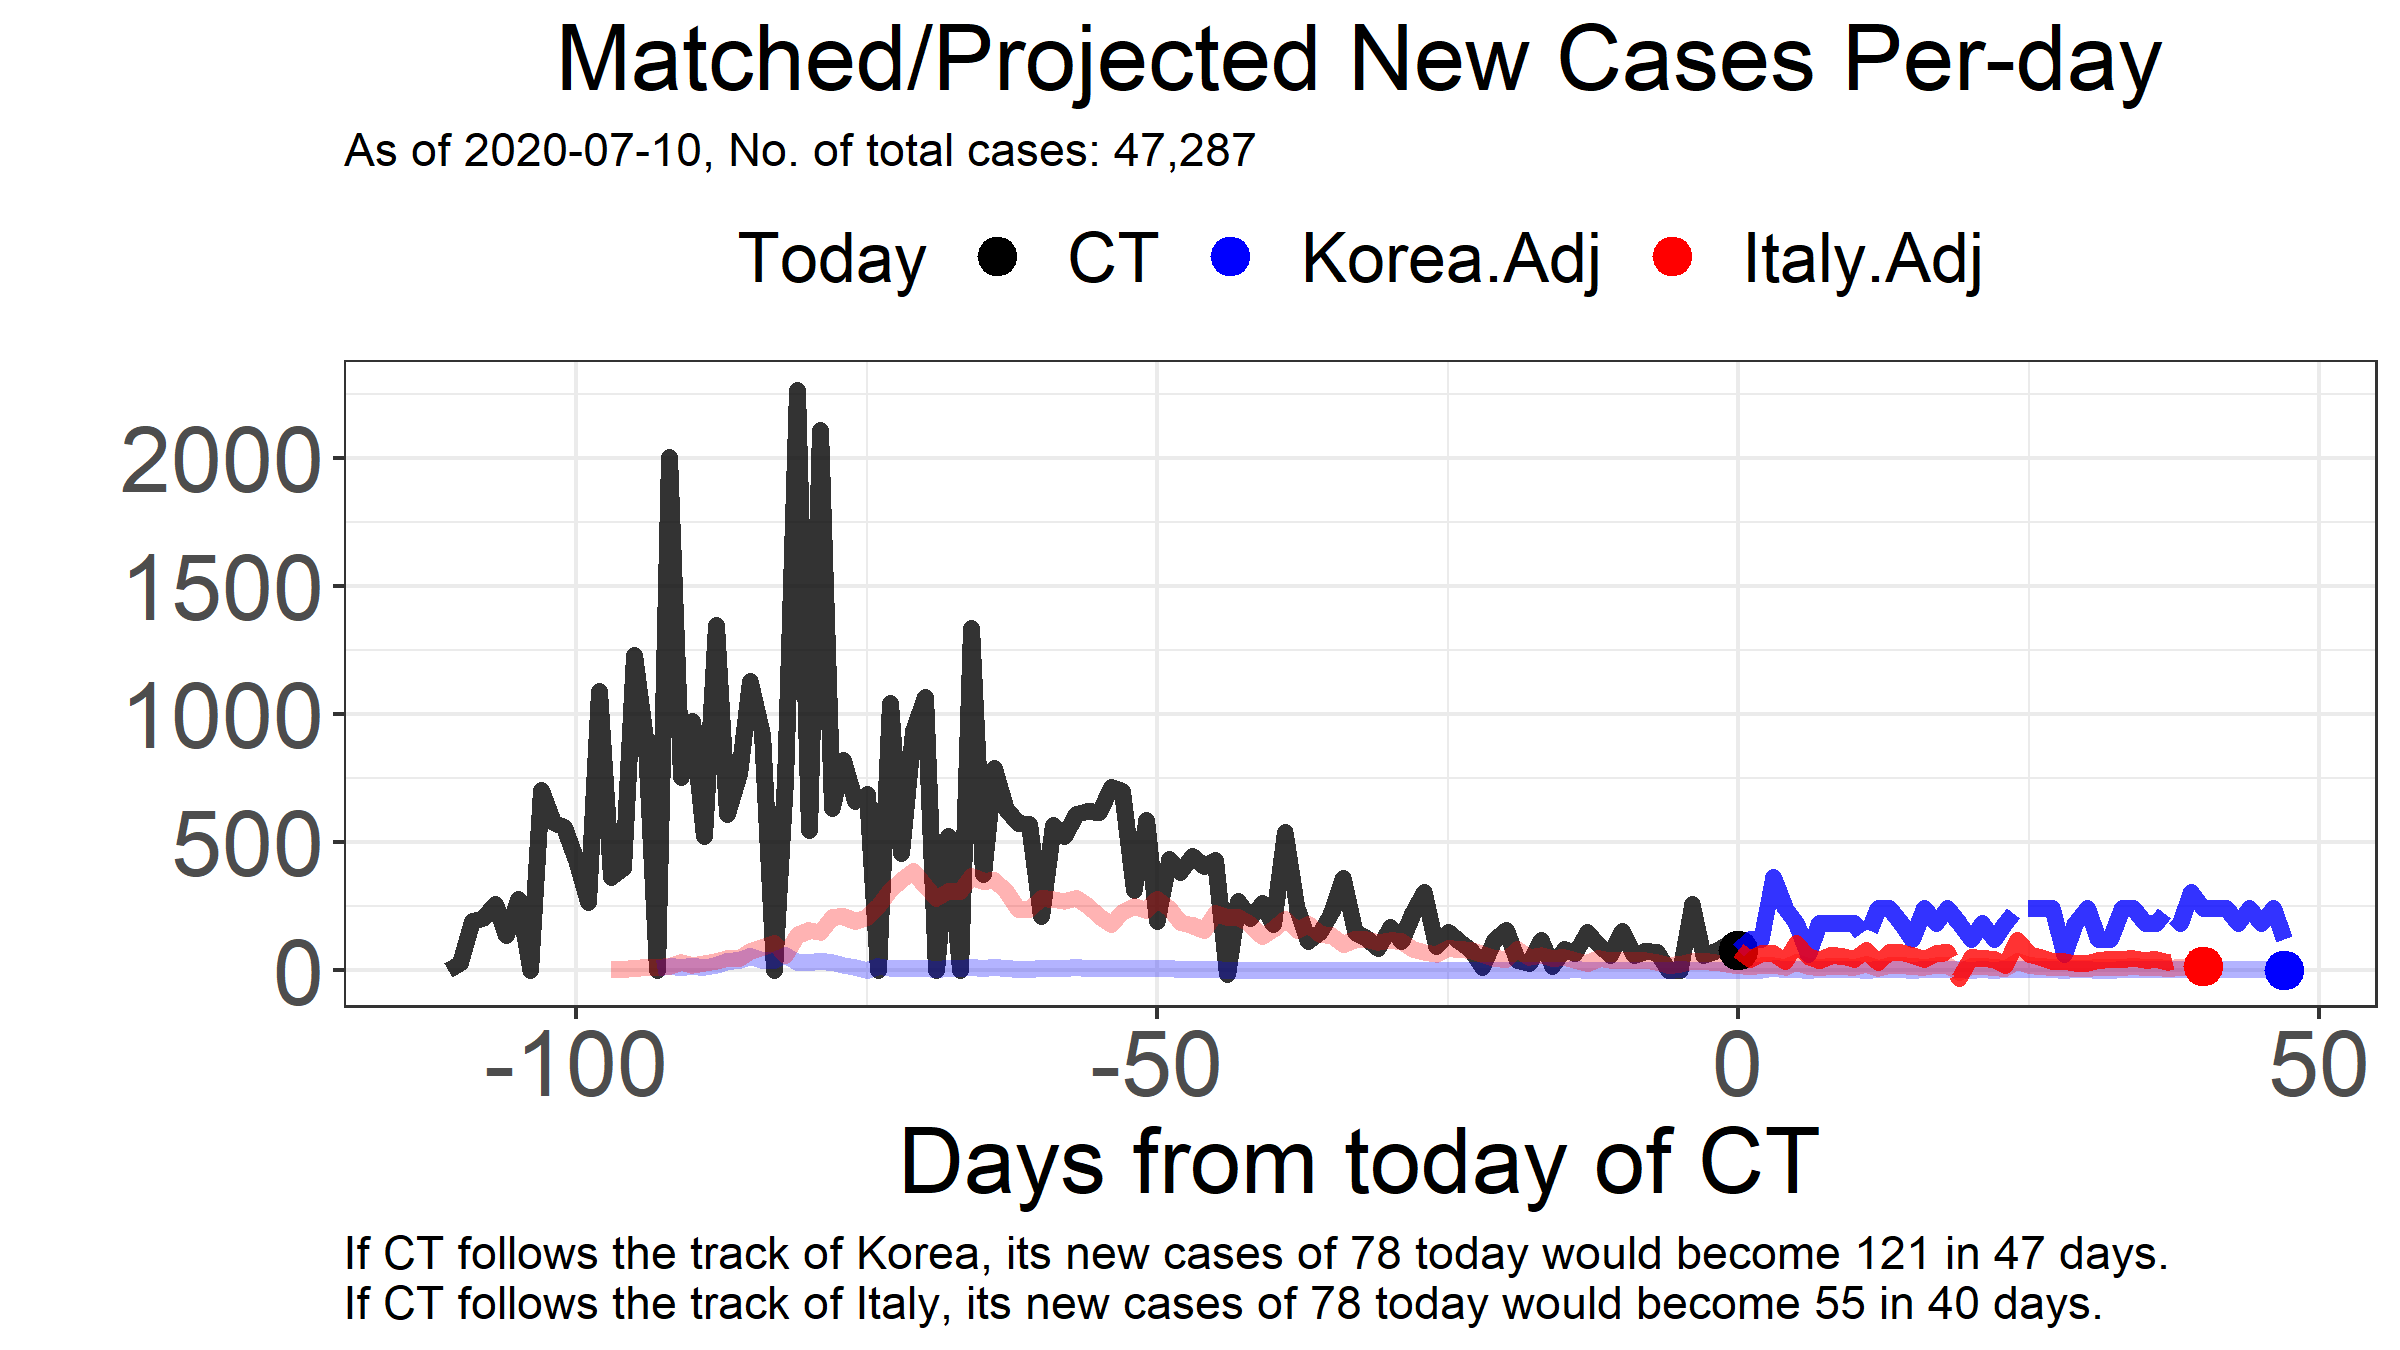 Matched/Projected New Cases Per-day
As of 2020-07-10, No. of total cases: 47,287
Today CT Korea.Adj Italy.Adj
2000
1500
1000
500
0
-100 -50 0 50
Days from today of CT
If CT follows the track of Korea, its new cases of 78 today would become 121 in 47 days.
If CT follows the track of Italy, its new cases of 78 today would become 55 in 40 days.